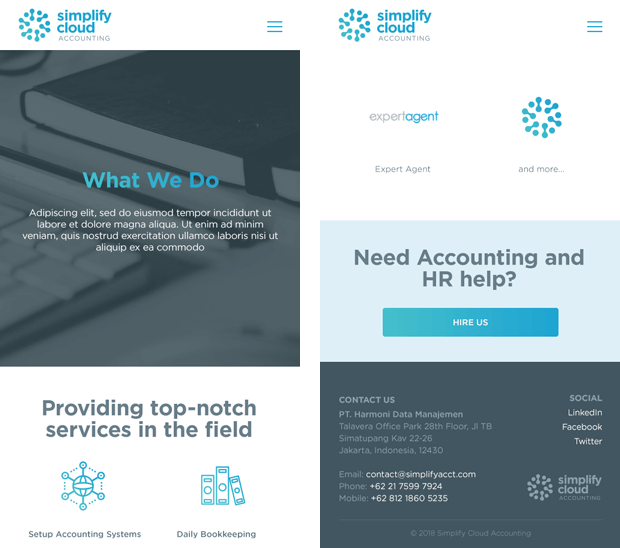 simplify
cloud
ACCOUNTING
What We Do
Adipiscing elit, sed do eiusmod tempor incididunt ut
labore et dolore magna aliqua. Ut enim ad minim
veniam, quis nostrud exercitation ullamco laboris nisi ut
aliquip ex ea commodo
Providing top-notch
services in the field
Setup Accounting Systems
Daily Bookkeeping
simplify
cloud
ACCOUNTING
expertagent
Expert Agent
and more...
Need Accounting and
HR help?
HIRE US
CONTACT US
PT. Harmoni Data Manajemen
Talavera Office Park 28th Floor, Jl TB
Simatupang Kav 22-26
Jakarta, Indonesia, 12430
Email: contact@simplifyacct.com
Phone: +62 21 7599 7924
Mobile: +62 812 1860 5235
SOCIAL
LinkedIn
Facebook
Twitter
simplify
cloud
ACCOUNTING
© 2018 Simplify Cloud Accounting